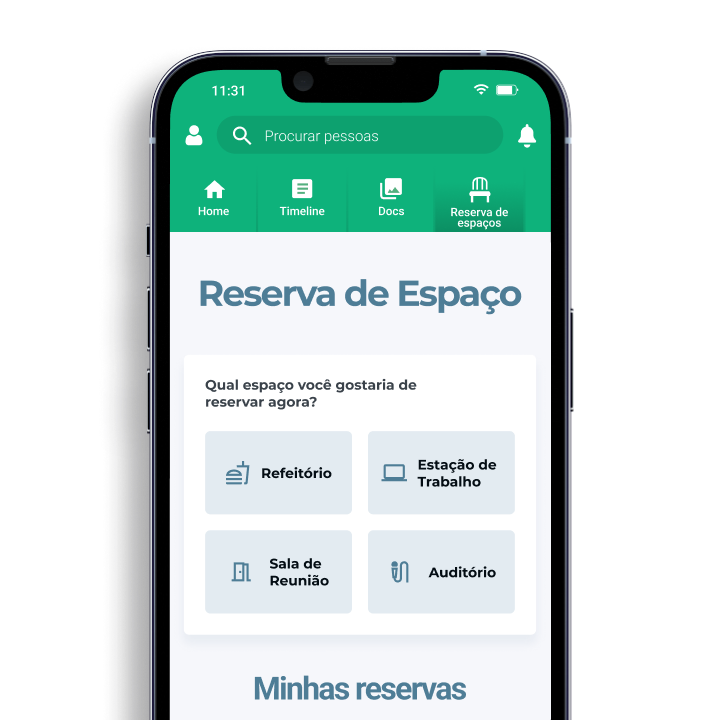 11:31
Procurar pessoas
Home
Timeline
Docs
Reserva de
espaços
Reserva de Espaço
Qual espaço você gostaria de
reservar agora?
Refeitório
Estação de
Trabalho
Sala de
Reunião
Auditório
Minhas reservas